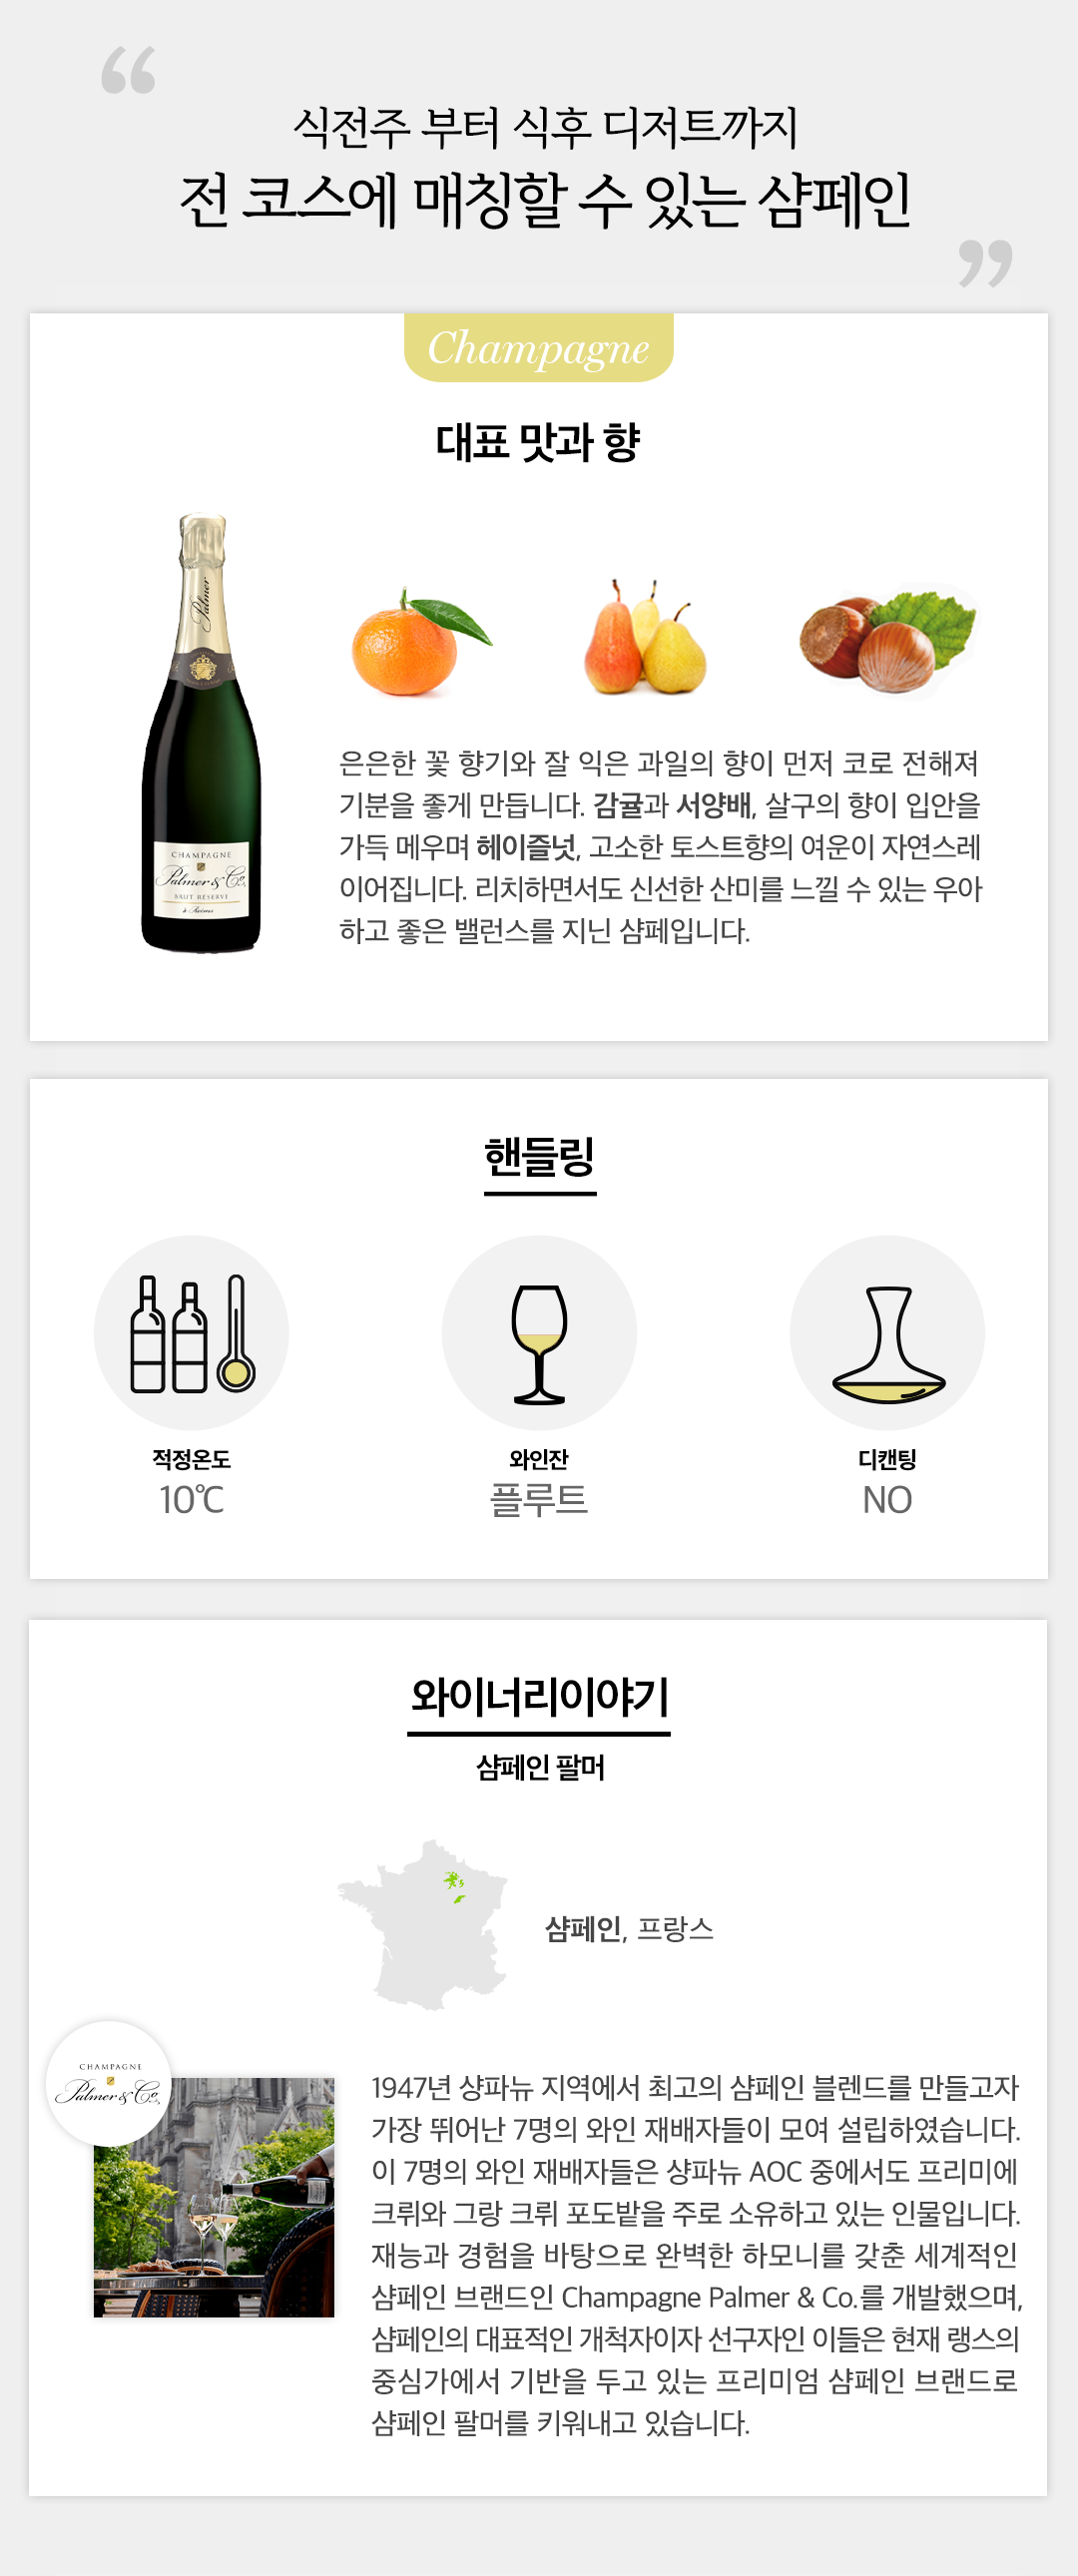 식전주 부터 식후 디저트까지
전 코스에 매칭할 수 있는 샴페인
Champagne
대표 맛과 향
Palmer
은은한 꽃 향기와 잘 익은 과일의 향이 먼저 코로 전해져
기분을 좋게 만듭니다. 감귤과 서양배, 살구의 향이 입안을
가득 메우며 헤이즐넛, 고소한 토스트향의 여운이 자연스레
이어집니다. 리치하면서도 신선한 산미를 느낄 수 있는 우아
하고 좋은 밸런스를 지닌 샴페입니다.
CHAMPAGNE
Palmer & Co
BRUT RÉSERVE
à Reims
핸들링
적정온도
10℃
와인잔
플루트
디캔팅
NO
와이너리이야기
샴페인 팔머
샴페인, 프랑스
CHAMPAGNE
Palmer & Co
1947년 샹파뉴 지역에서 최고의 샴페인 블렌드를 만들고자
가장 뛰어난 7명의 와인 재배자들이 모여 설립하였습니다.
이 7명의 와인 재배자들은 샹파뉴 AOC 중에서도 프리미에
크뤼와 그랑 크뤼 포도밭을 주로 소유하고 있는 인물입니다.
재능과 경험을 바탕으로 완벽한 하모니를 갖춘 세계적인
샴페인 브랜드인 Champagne Palmer & Co.를 개발했으며,
샴페인의 대표적인 개척자이자 선구자인 이들은 현재 랭스의
중심가에서 기반을 두고 있는 프리미엄 샴페인 브랜드로
샴페인 팔머를 키워내고 있습니다.